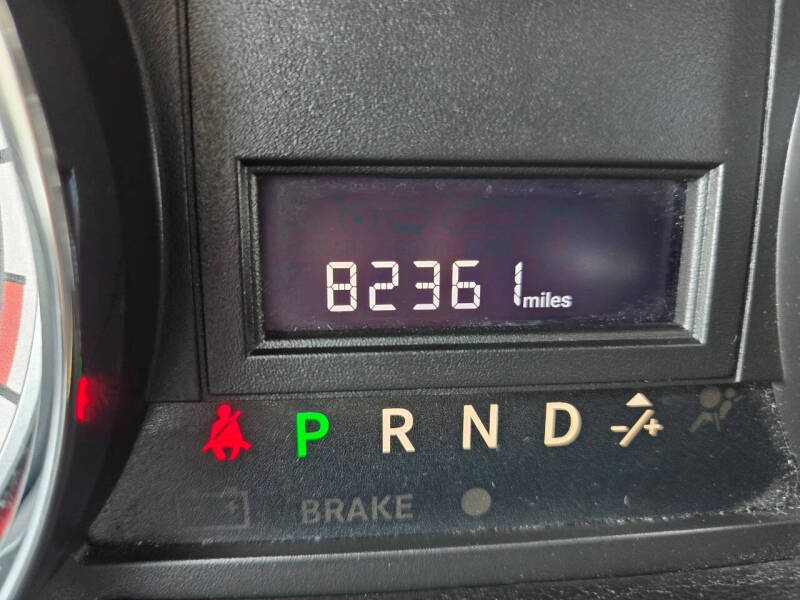 82361 miles
P R N D -/+
BRAKE